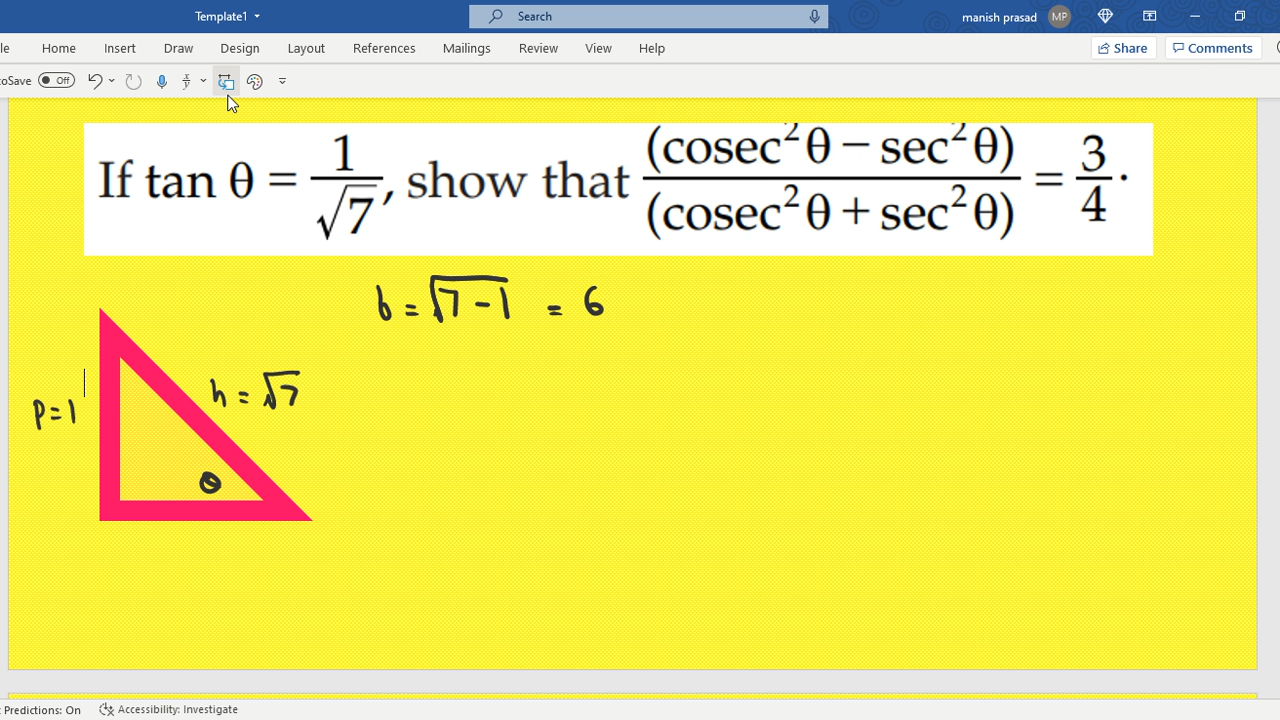 Template1
Search
manish prasad
MP
le Home Insert Draw Design Layout References Mailings Review View Help
Share
Comments
oSave Off
If tan θ = 1/√7, show that (cosec²θ − sec²θ)/(cosec²θ + sec²θ) = 3/4.
b = √7 − 1 = 6
h = √7
P = 1
θ
Predictions: On
Accessibility: Investigate